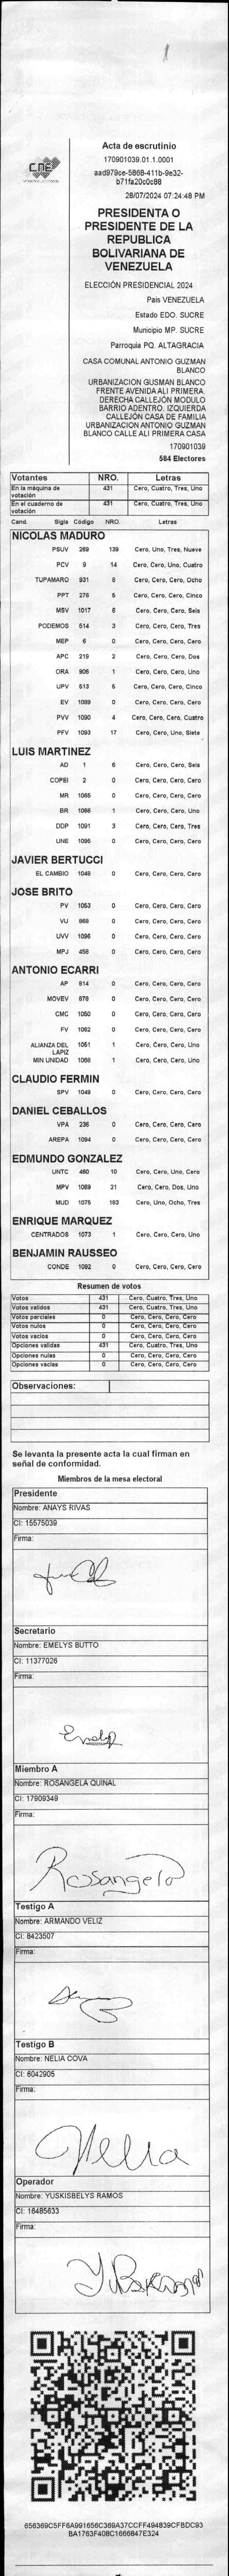 CNE
Acta de escrutinio
170901039.01.1.0001
aad979ce-5868-411b-9e32-
b71fa20c0c88
28/07/2024 07:24:48 PM
PRESIDENTA O
PRESIDENTE DE LA
REPUBLICA
BOLIVARIANA DE
VENEZUELA
ELECCIÓN PRESIDENCIAL 2024
País VENEZUELA
Estado EDO. SUCRE
Municipio MP. SUCRE
Parroquia PQ. ALTAGRACIA
CASA COMUNAL ANTONIO GUZMAN
BLANCO
URBANIZACION GUSMAN BLANCO
FRENTE AVENIDA ALI PRIMERA.
DERECHA CALLEJÓN MODULO
BARRIO ADENTRO. IZQUIERDA
CALLEJÓN CASA DE FAMILIA
URBANIZACION ANTONIO GUZMAN
BLANCO CALLE ALI PRIMERA CASA
170901039
584 Electores
Votantes NRO. Letras
En la máquina de votación 431 Cero, Cuatro, Tres, Uno
En el cuaderno de votación 431 Cero, Cuatro, Tres, Uno
Cand. Sigla Código NRO. Letras
NICOLAS MADURO
PSUV 269 139 Cero, Uno, Tres, Nueve
PCV 9 14 Cero, Cero, Uno, Cuatro
TUPAMARO 931 8 Cero, Cero, Cero, Ocho
PPT 276 5 Cero, Cero, Cero, Cinco
MSV 1017 6 Cero, Cero, Cero, Seis
PODEMOS 514 3 Cero, Cero, Cero, Tres
MEP 6 0 Cero, Cero, Cero, Cero
APC 219 2 Cero, Cero, Cero, Dos
ORA 906 1 Cero, Cero, Cero, Uno
UPV 513 5 Cero, Cero, Cero, Cinco
EV 1089 0 Cero, Cero, Cero, Cero
PVV 1090 4 Cero, Cero, Cero, Cuatro
PFV 1093 17 Cero, Cero, Uno, Siete
LUIS MARTINEZ
AD 1 6 Cero, Cero, Cero, Seis
COPEI 2 0 Cero, Cero, Cero, Cero
MR 1065 0 Cero, Cero, Cero, Cero
BR 1066 1 Cero, Cero, Cero, Uno
DDP 1091 3 Cero, Cero, Cero, Tres
UNE 1095 0 Cero, Cero, Cero, Cero
JAVIER BERTUCCI
EL CAMBIO 1048 0 Cero, Cero, Cero, Cero
JOSE BRITO
PV 1053 0 Cero, Cero, Cero, Cero
VU 868 0 Cero, Cero, Cero, Cero
UVV 1096 0 Cero, Cero, Cero, Cero
MPJ 456 0 Cero, Cero, Cero, Cero
ANTONIO ECARRI
AP 814 0 Cero, Cero, Cero, Cero
MOVEV 879 0 Cero, Cero, Cero, Cero
CMC 1050 0 Cero, Cero, Cero, Cero
FV 1062 0 Cero, Cero, Cero, Cero
ALIANZA DEL LAPIZ 1051 1 Cero, Cero, Cero, Uno
MIN UNIDAD 1068 1 Cero, Cero, Cero, Uno
CLAUDIO FERMIN
SPV 1049 0 Cero, Cero, Cero, Cero
DANIEL CEBALLOS
VPA 236 0 Cero, Cero, Cero, Cero
AREPA 1094 0 Cero, Cero, Cero, Cero
EDMUNDO GONZALEZ
UNTC 460 10 Cero, Cero, Uno, Cero
MPV 1069 21 Cero, Cero, Dos, Uno
MUD 1075 183 Cero, Uno, Ocho, Tres
ENRIQUE MARQUEZ
CENTRADOS 1073 1 Cero, Cero, Cero, Uno
BENJAMIN RAUSSEO
CONDE 1092 0 Cero, Cero, Cero, Cero
Resumen de votos
Votos 431 Cero, Cuatro, Tres, Uno
Votos validos 431 Cero, Cuatro, Tres, Uno
Votos parciales 0 Cero, Cero, Cero, Cero
Votos nulos 0 Cero, Cero, Cero, Cero
Votos vacíos 0 Cero, Cero, Cero, Cero
Opciones validas 431 Cero, Cuatro, Tres, Uno
Opciones nulas 0 Cero, Cero, Cero, Cero
Opciones vacías 0 Cero, Cero, Cero, Cero
Observaciones:
Se levanta la presente acta la cual firman en
señal de conformidad.
Miembros de la mesa electoral
Presidente
Nombre: ANAYS RIVAS
CI: 15575039
Firma:
Secretario
Nombre: EMELYS BUTTO
CI: 11377026
Firma:
Emelys
Miembro A
Nombre: ROSANGELA QUINAL
CI: 17909349
Firma:
Rosangela
Testigo A
Nombre: ARMANDO VELIZ
CI: 8423507
Firma:
Testigo B
Nombre: NELIA COVA
CI: 6042905
Firma:
Nelia
Operador
Nombre: YUSKISBELYS RAMOS
CI: 16485633
Firma:
656369C5FF6A991656C369A37CCFF494839CFBDC93
BA1763F408C1666847E324